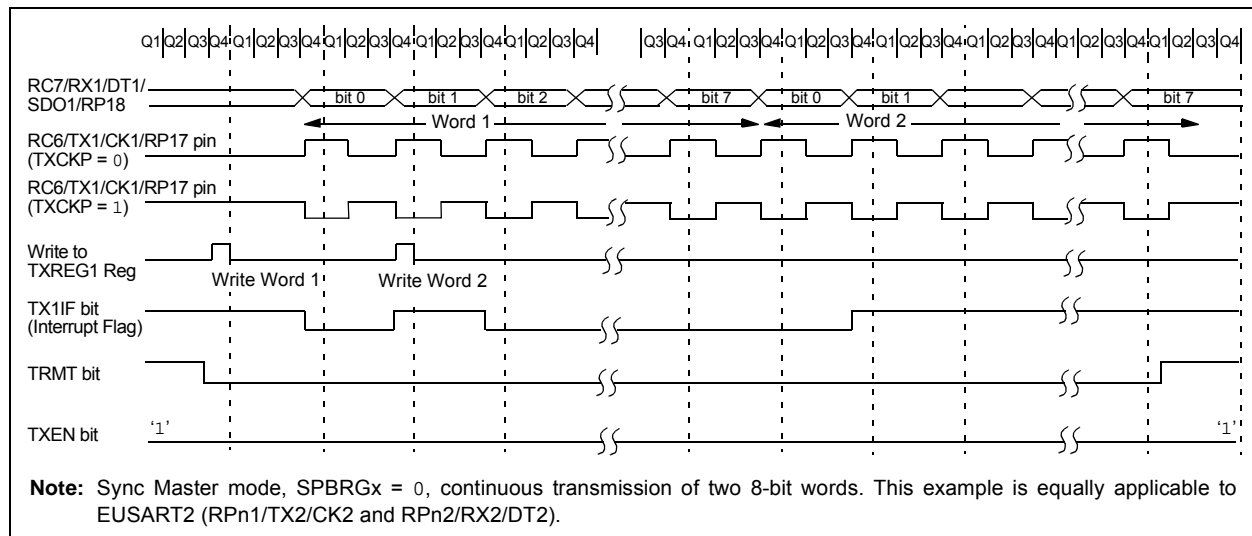 Q1 Q2 Q3 Q4 Q1 Q2 Q3 Q4 Q1 Q2 Q3 Q4 Q1 Q2 Q3 Q4 Q1 Q2 Q3 Q4 Q3 Q4 Q1 Q2 Q3 Q4 Q1 Q2 Q3 Q4 Q1 Q2 Q3 Q4 Q1 Q2 Q3 Q4 Q1 Q2 Q3 Q4 Q1 Q2 Q3 Q4
RC7/RX1/DT1/
SDO1/RP18
bit 0 bit 1 bit 2 bit 7 bit 0 bit 1 bit 7
Word 1 Word 2
RC6/TX1/CK1/RP17 pin
(TXCKP = 0)
RC6/TX1/CK1/RP17 pin
(TXCKP = 1)
Write to
TXREG1 Reg
Write Word 1 Write Word 2
TX1IF bit
(Interrupt Flag)
TRMT bit
TXEN bit ‘1’ ‘1’
Note: Sync Master mode, SPBRGx = 0, continuous transmission of two 8-bit words. This example is equally applicable to
EUSART2 (RPn1/TX2/CK2 and RPn2/RX2/DT2).